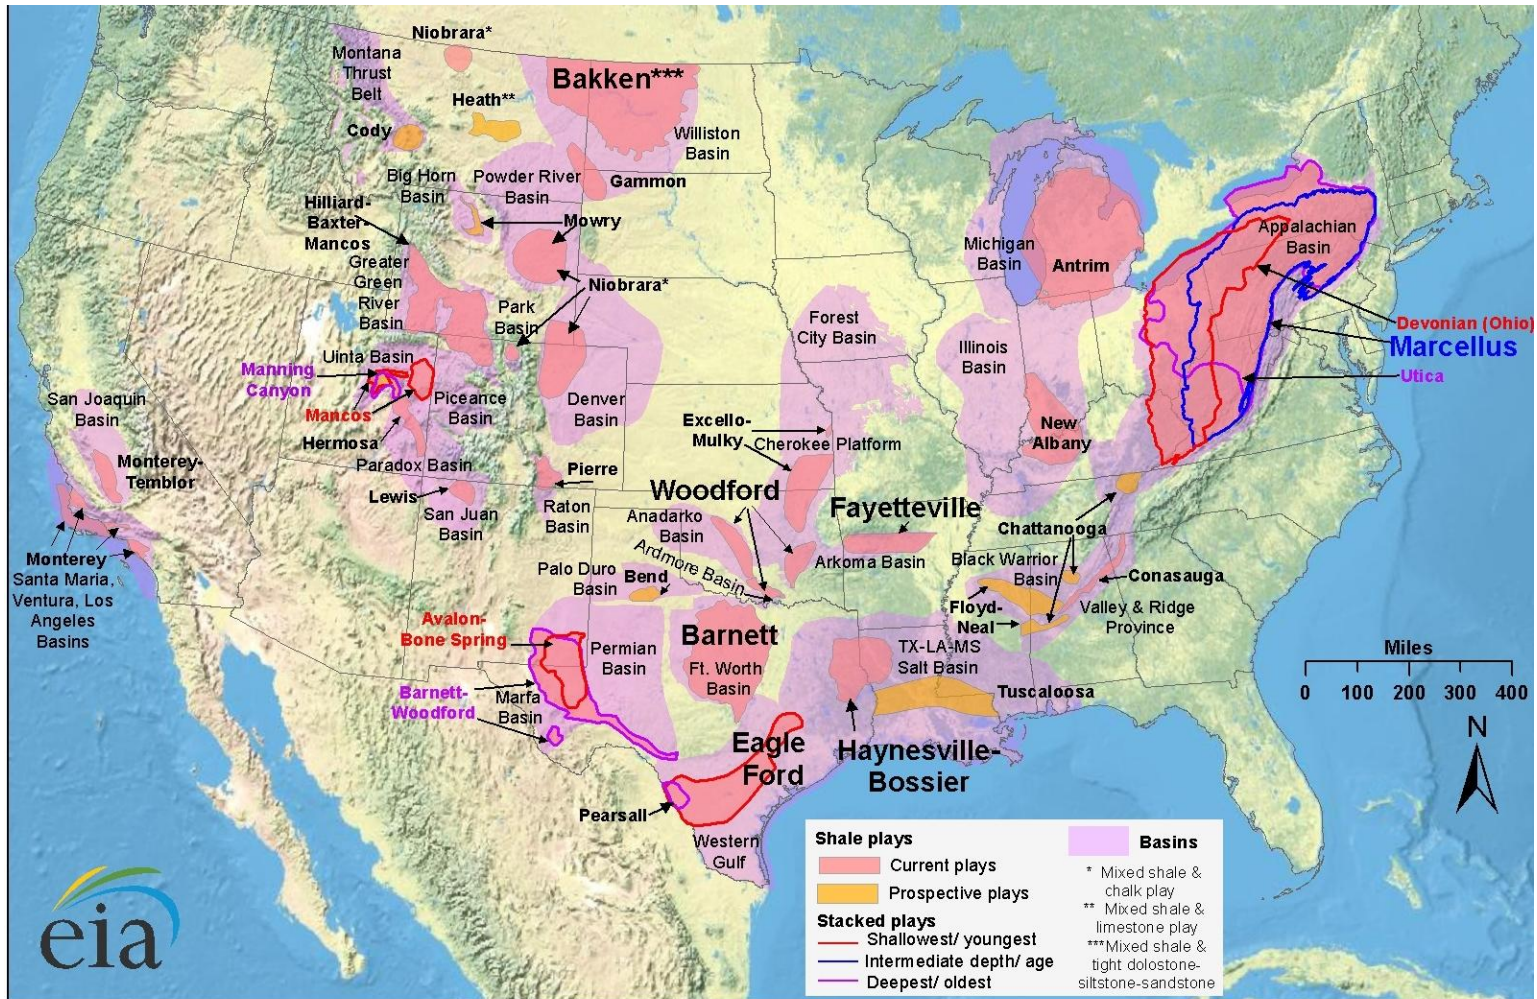 Niobrara*
Montana
Thrust
Belt
Bakken***
Heath**
Cody
Williston
Basin
Big Horn
Basin
Powder River
Basin
Gammon
Hilliard-
Baxter-
Mancos
Mowry
Greater
Green
River
Basin
Niobrara*
Park
Basin
Uinta Basin
Manning
Canyon
Mancos
Piceance
Basin
Hermosa
Denver
Basin
San Joaquin
Basin
Monterey-
Temblor
Paradox Basin
Lewis
San Juan
Basin
Pierre
Raton
Basin
Monterey
Santa Maria,
Ventura, Los
Angeles
Basins
Michigan
Basin
Antrim
Appalachian
Basin
Devonian (Ohio)
Marcellus
Utica
Forest
City Basin
Illinois
Basin
New
Albany
Excello-
Mulky
Cherokee Platform
Woodford
Fayetteville
Anadarko
Basin
Ardmore Basin
Arkoma Basin
Chattanooga
Black Warrior
Basin
Conasauga
Palo Duro
Basin
Bend
Floyd-
Neal
Valley & Ridge
Province
Avalon-
Bone Spring
Permian
Basin
Barnett
Ft. Worth
Basin
TX-LA-MS
Salt Basin
Tuscaloosa
Barnett-
Woodford
Marfa
Basin
Eagle
Ford
Haynesville-
Bossier
Pearsall
Western
Gulf
Miles
0 100 200 300 400
N
Shale plays
Current plays
Prospective plays
Stacked plays
Shallowest/ youngest
Intermediate depth/ age
Deepest/ oldest
Basins
* Mixed shale &
chalk play
** Mixed shale &
limestone play
***Mixed shale &
tight dolostone-
siltstone-sandstone
eia